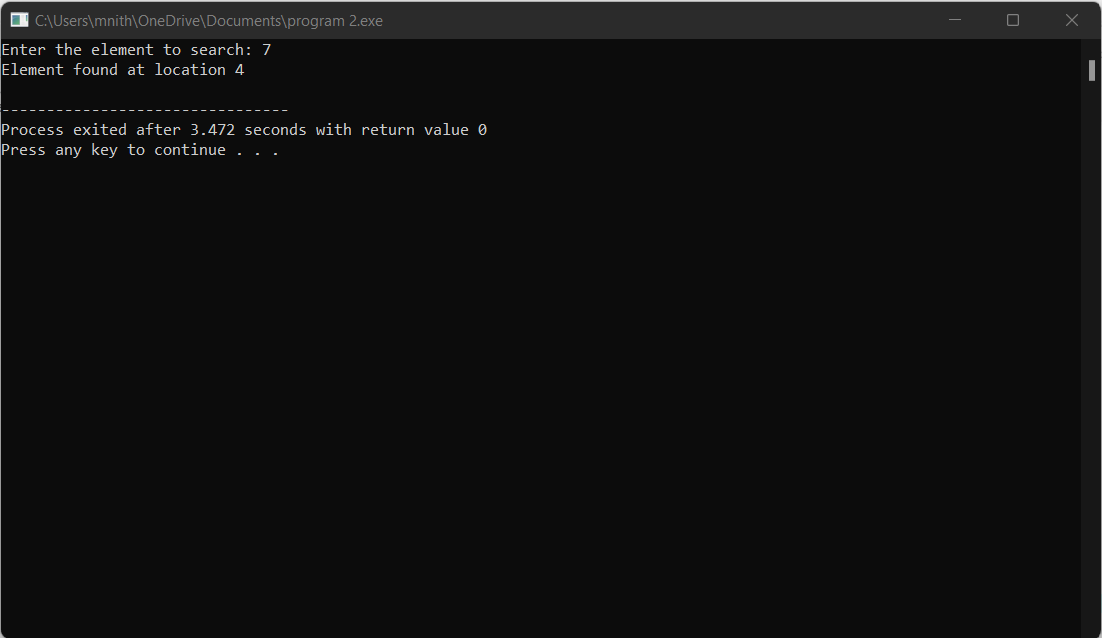 C:\Users\mnith\OneDrive\Documents\program 2.exe
Enter the element to search: 7
Element found at location 4
--------------------------------
Process exited after 3.472 seconds with return value 0
Press any key to continue . . .